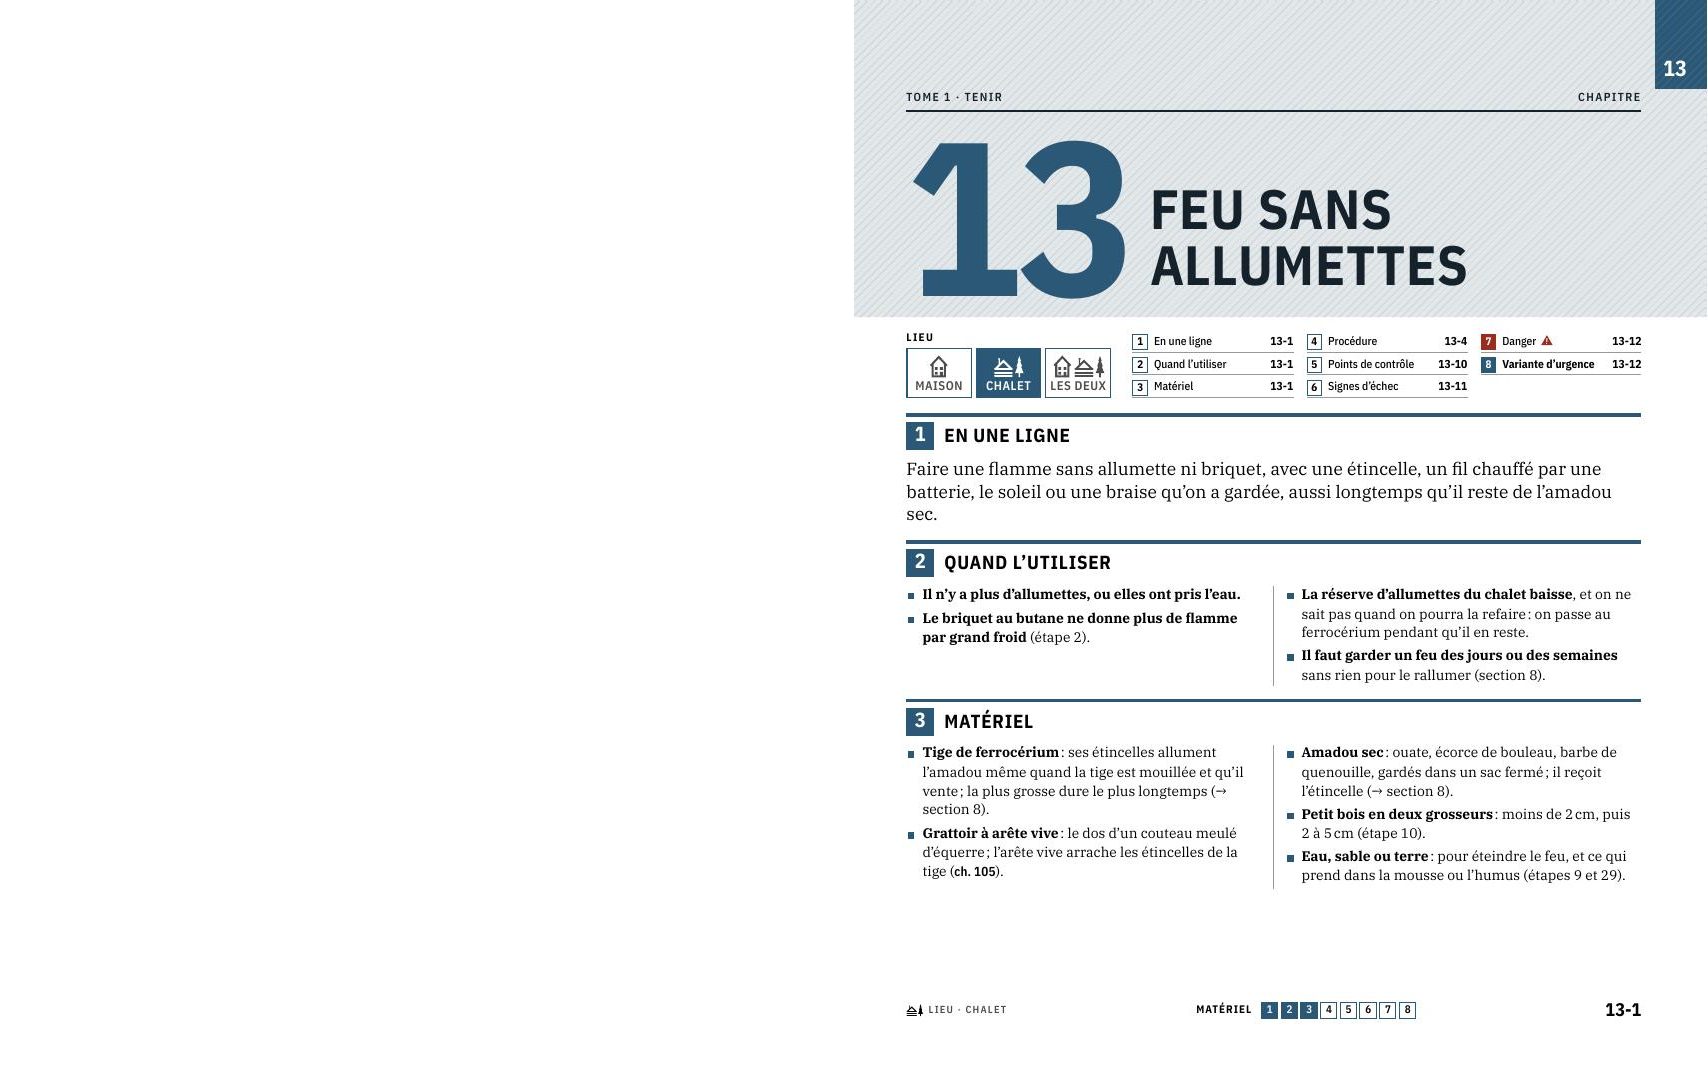 13
TOME 1 · TENIR
CHAPITRE
13
FEU SANS
ALLUMETTES
LIEU
MAISON
CHALET
LES DEUX
1 En une ligne 13-1
2 Quand l’utiliser 13-1
3 Matériel 13-1
4 Procédure 13-4
5 Points de contrôle 13-10
6 Signes d’échec 13-11
7 Danger 13-12
8 Variante d’urgence 13-12
1 EN UNE LIGNE
Faire une flamme sans allumette ni briquet, avec une étincelle, un fil chauffé par une
batterie, le soleil ou une braise qu’on a gardée, aussi longtemps qu’il reste de l’amadou
sec.
2 QUAND L’UTILISER
Il n’y a plus d’allumettes, ou elles ont pris l’eau.
Le briquet au butane ne donne plus de flamme
par grand froid (étape 2).
La réserve d’allumettes du chalet baisse, et on ne
sait pas quand on pourra la refaire : on passe au
ferrocérium pendant qu’il en reste.
Il faut garder un feu des jours ou des semaines
sans rien pour le rallumer (section 8).
3 MATÉRIEL
Tige de ferrocérium : ses étincelles allument
l’amadou même quand la tige est mouillée et qu’il
vente ; la plus grosse dure le plus longtemps (→
section 8).
Grattoir à arête vive : le dos d’un couteau meulé
d’équerre ; l’arête vive arrache les étincelles de la
tige (ch. 105).
Amadou sec : ouate, écorce de bouleau, barbe de
quenouille, gardés dans un sac fermé ; il reçoit
l’étincelle (→ section 8).
Petit bois en deux grosseurs : moins de 2 cm, puis
2 à 5 cm (étape 10).
Eau, sable ou terre : pour éteindre le feu, et ce qui
prend dans la mousse ou l’humus (étapes 9 et 29).
LIEU · CHALET
MATÉRIEL 1 2 3 4 5 6 7 8
13-1